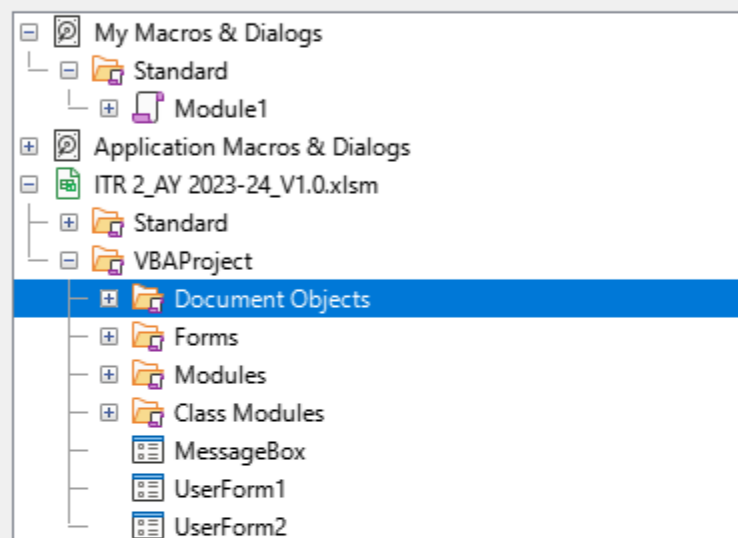 My Macros & Dialogs
Standard
Module1
Application Macros & Dialogs
ITR 2_AY 2023-24_V1.0.xlsm
Standard
VBAProject
Document Objects
Forms
Modules
Class Modules
MessageBox
UserForm1
UserForm2